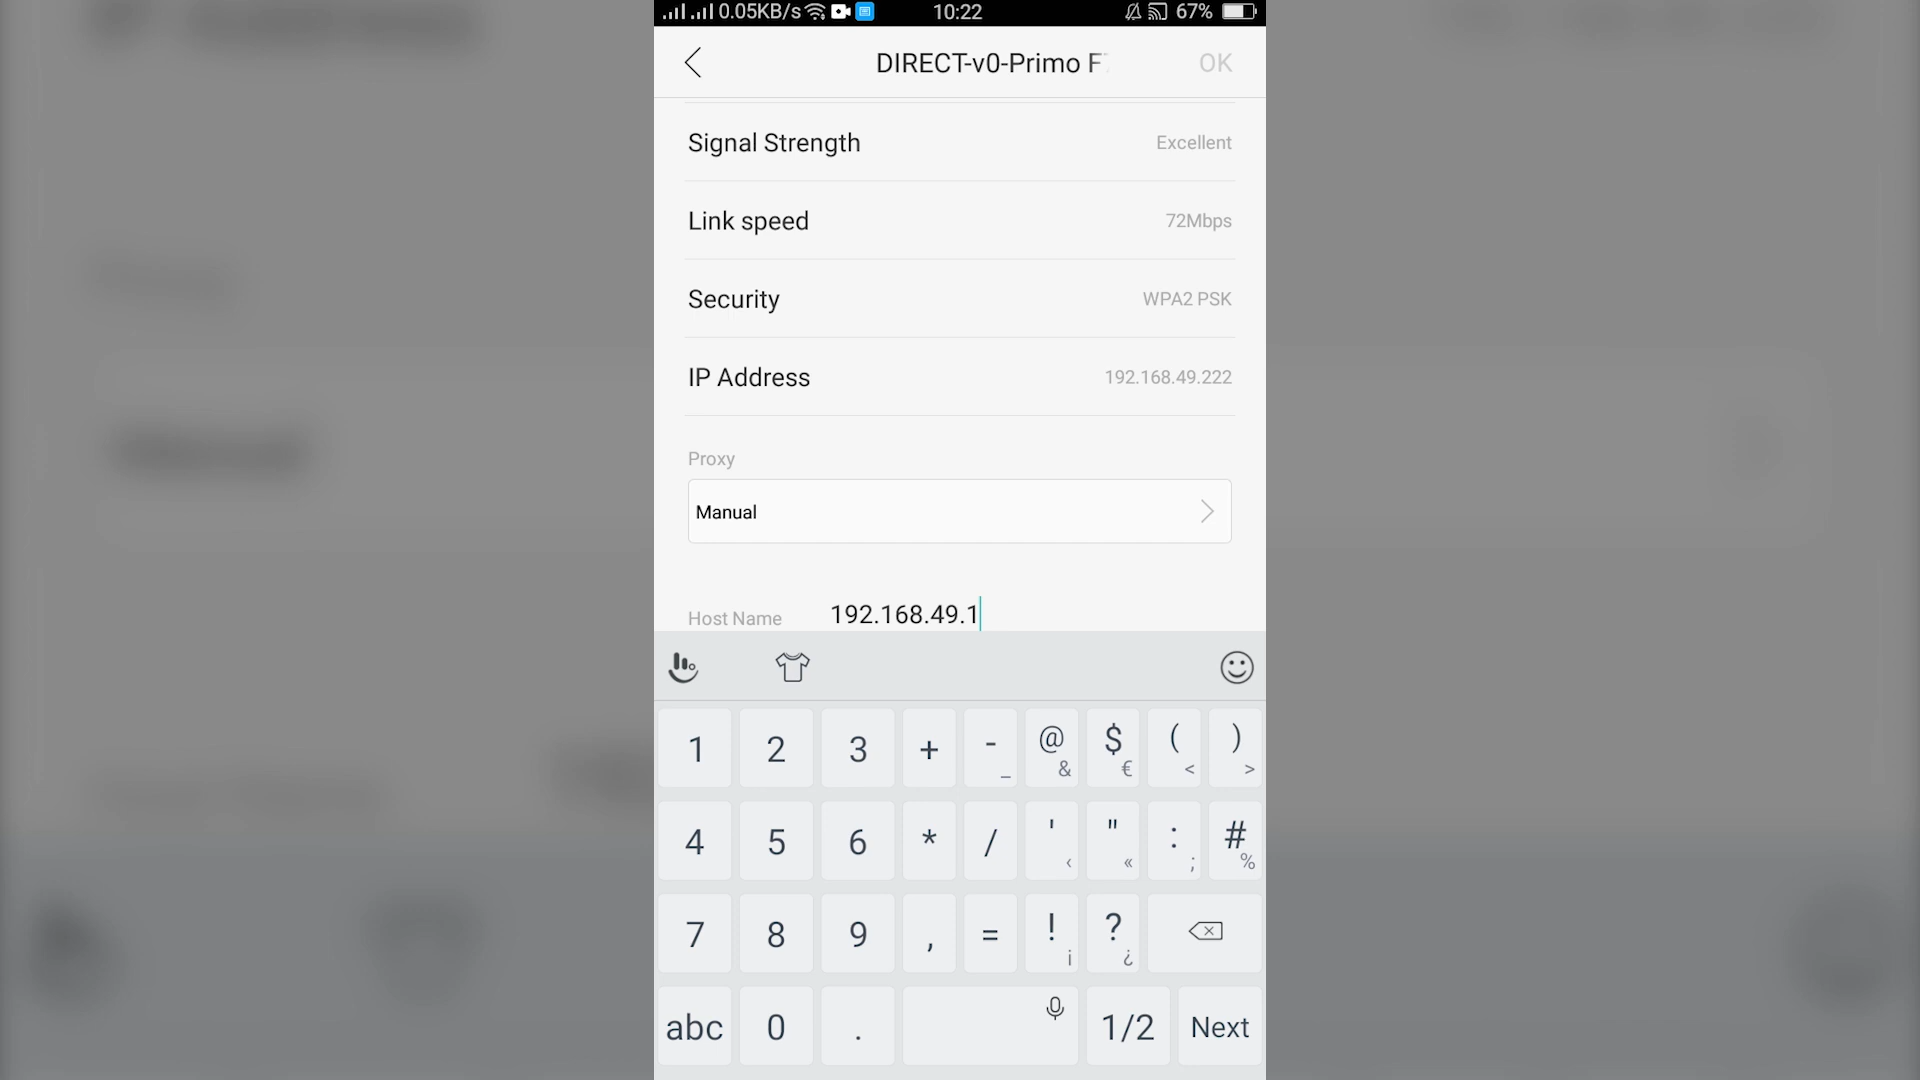 0.05KB/s 10:22 67%
DIRECT-v0-Primo F OK
Signal Strength Excellent
Link speed 72Mbps
Security WPA2 PSK
IP Address 192.168.49.222
Proxy
Manual
Host Name 192.168.49.1
1 2 3 + - _ @ & $ € ( < ) >
4 5 6 * / ' ‹ " « : ; # %
7 8 9 , = ! ¡ ? ¿
abc 0 . 1/2 Next